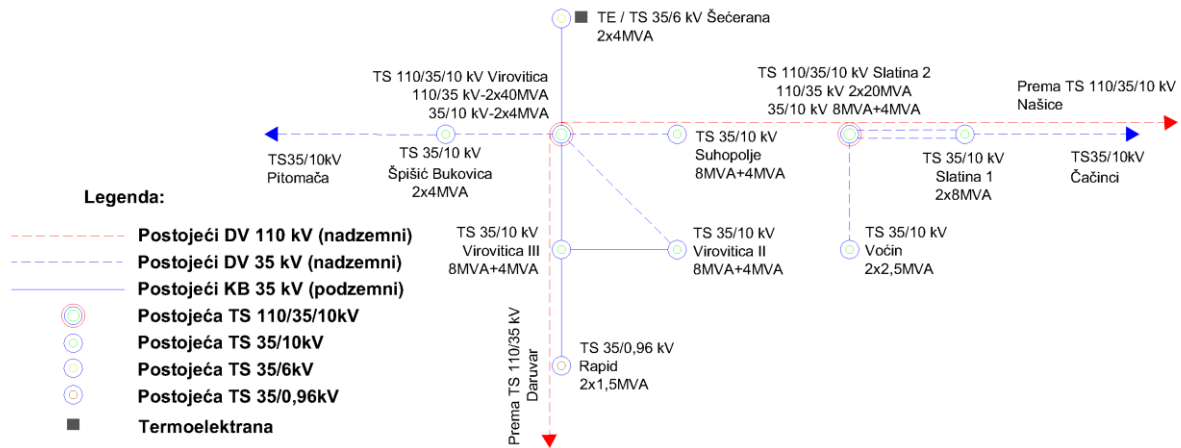 TE / TS 35/6 kV Šećerana
2x4MVA
TS 110/35/10 kV Virovitica
110/35 kV-2x40MVA
35/10 kV-2x4MVA
TS 110/35/10 kV Slatina 2
110/35 kV 2x20MVA
35/10 kV 8MVA+4MVA
Prema TS 110/35/10 kV
Našice
TS35/10kV
Pitomača
TS 35/10 kV
Špišić Bukovica
2x4MVA
TS 35/10 kV
Suhopolje
8MVA+4MVA
TS 35/10 kV
Slatina 1
2x8MVA
TS35/10kV
Čačinci
TS 35/10 kV
Virovitica III
8MVA+4MVA
TS 35/10 kV
Virovitica II
8MVA+4MVA
TS 35/10 kV
Voćin
2x2,5MVA
TS 35/0,96 kV
Rapid
2x1,5MVA
Prema TS 110/35 kV
Daruvar
Legenda:
Postojeći DV 110 kV (nadzemni)
Postojeći DV 35 kV (nadzemni)
Postojeći KB 35 kV (podzemni)
Postojeća TS 110/35/10kV
Postojeća TS 35/10kV
Postojeća TS 35/6kV
Postojeća TS 35/0,96kV
Termoelektrana